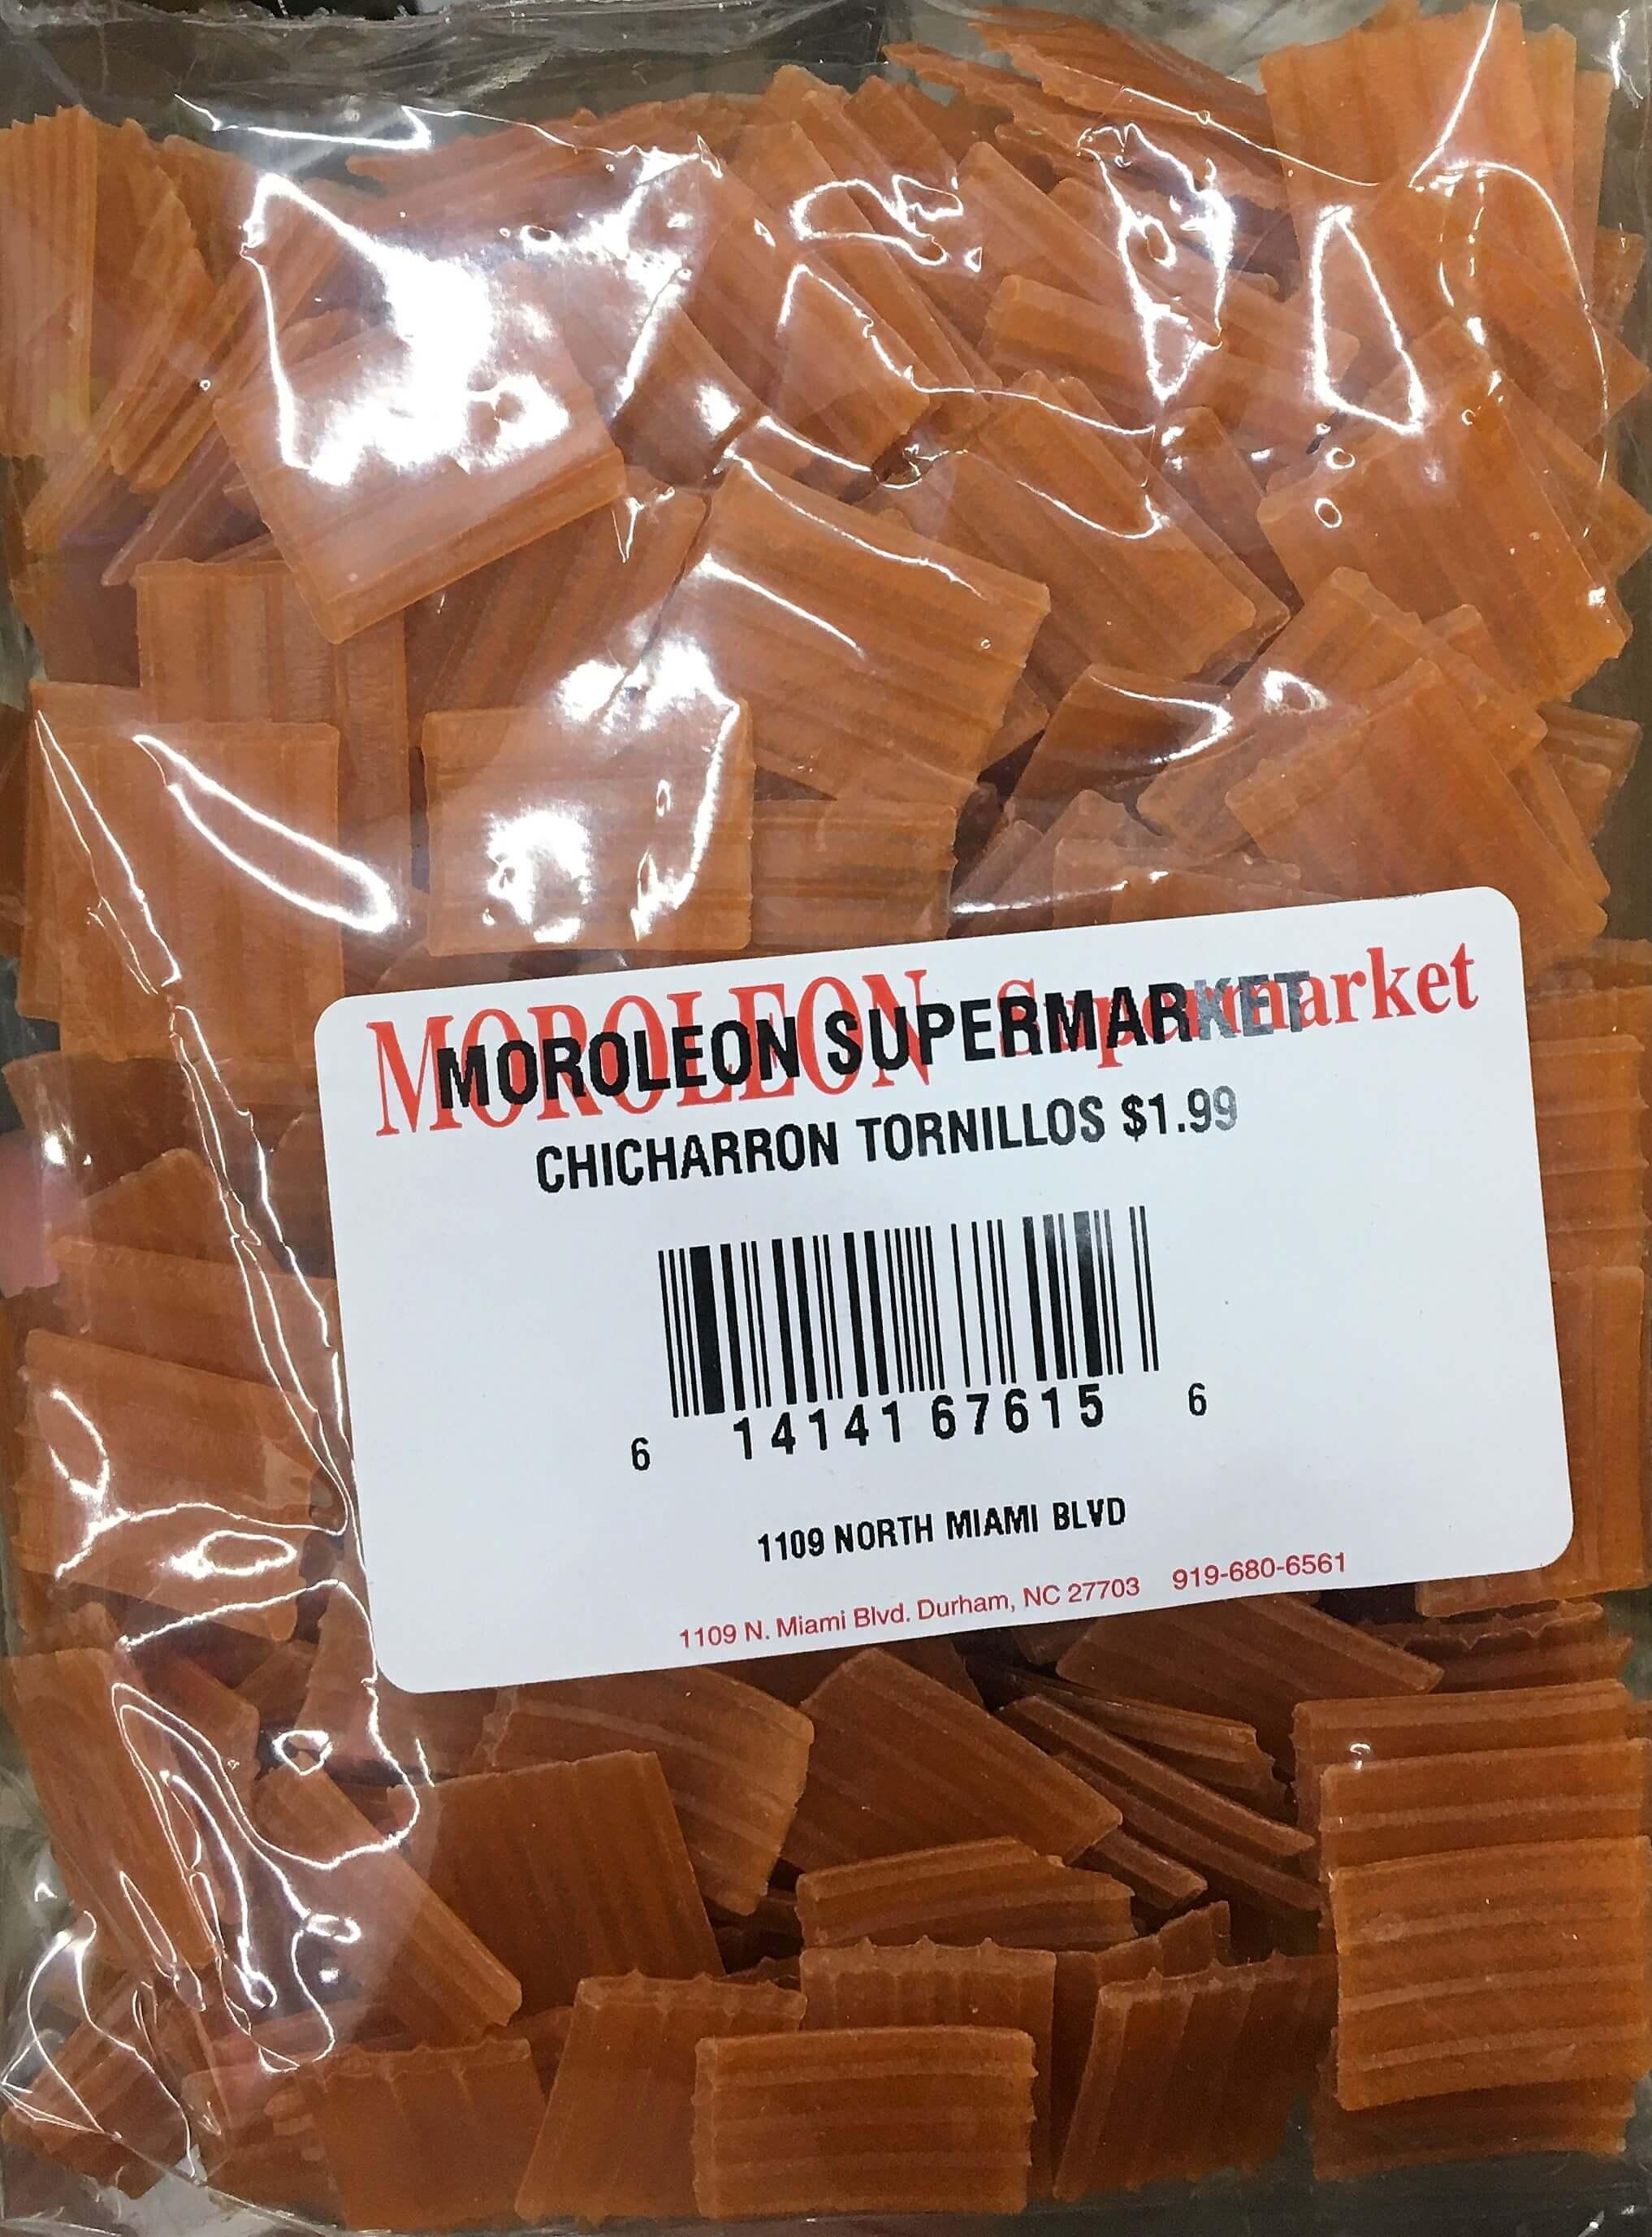 MOROLEON Supermarket
MOROLEON SUPERMARKET
CHICHARRON TORNILLOS $1.99
6 14141 67615 6
1109 NORTH MIAMI BLVD
1109 N. Miami Blvd. Durham, NC 27703 919-680-6561